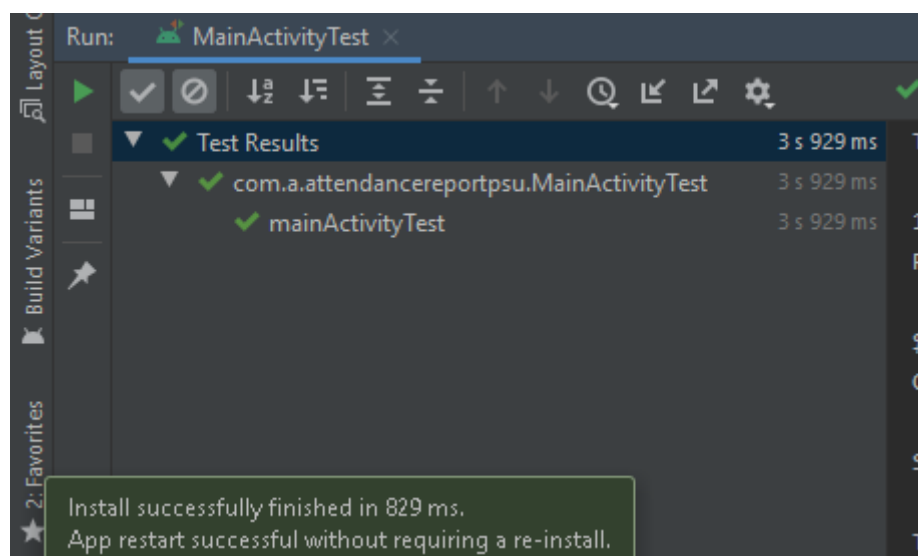 Run: MainActivityTest
Test Results 3 s 929 ms
com.a.attendancereportpsu.MainActivityTest 3 s 929 ms
mainActivityTest 3 s 929 ms
Layout
Build Variants
2: Favorites
Install successfully finished in 829 ms.
App restart successful without requiring a re-install.